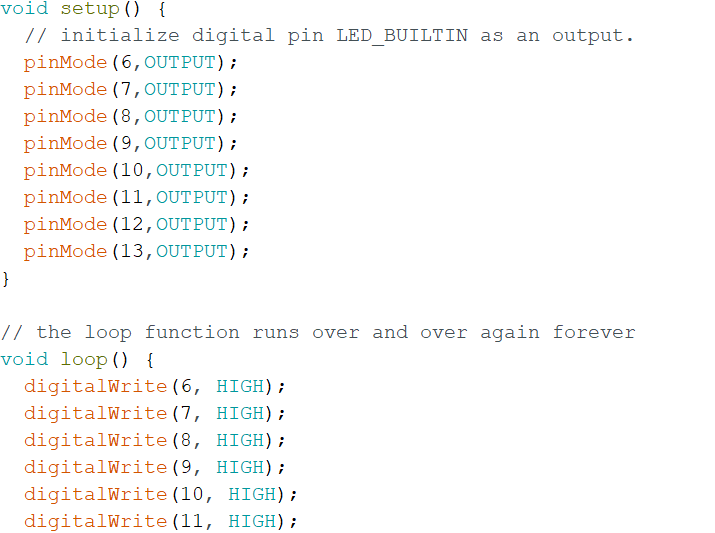 void setup() {
  // initialize digital pin LED_BUILTIN as an output.
  pinMode(6,OUTPUT);
  pinMode(7,OUTPUT);
  pinMode(8,OUTPUT);
  pinMode(9,OUTPUT);
  pinMode(10,OUTPUT);
  pinMode(11,OUTPUT);
  pinMode(12,OUTPUT);
  pinMode(13,OUTPUT);
}

// the loop function runs over and over again forever
void loop() {
  digitalWrite(6, HIGH);
  digitalWrite(7, HIGH);
  digitalWrite(8, HIGH);
  digitalWrite(9, HIGH);
  digitalWrite(10, HIGH);
  digitalWrite(11, HIGH);